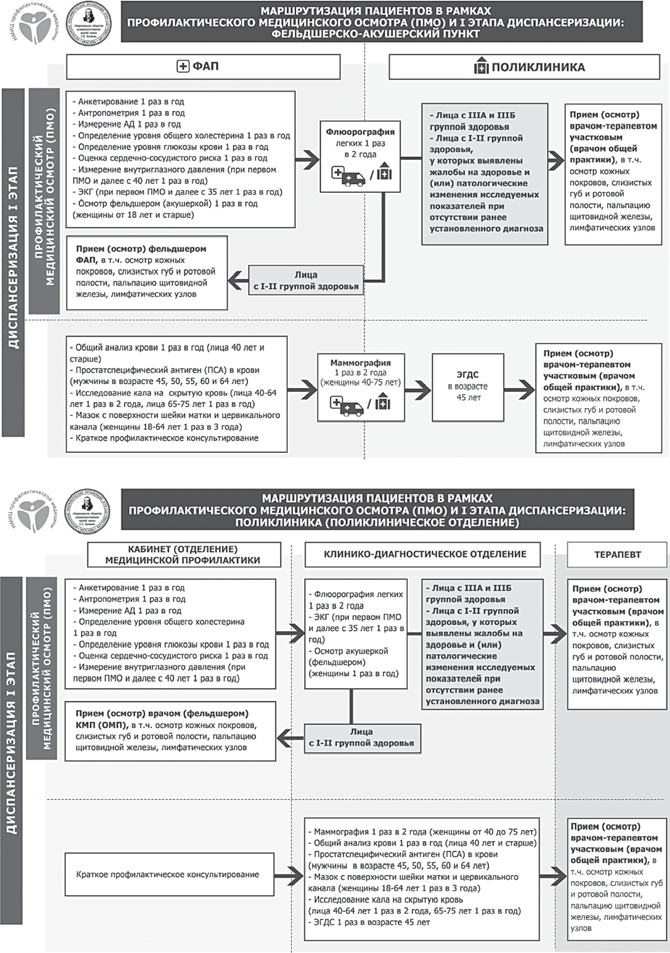 МАРШРУТИЗАЦИЯ ПАЦИЕНТОВ В РАМКАХ
ПРОФИЛАКТИЧЕСКОГО МЕДИЦИНСКОГО ОСМОТРА (ПМО) И I ЭТАПА ДИСПАНСЕРИЗАЦИИ:
ФЕЛЬДШЕРСКО-АКУШЕРСКИЙ ПУНКТ
ФАП
ПОЛИКЛИНИКА
ДИСПАНСЕРИЗАЦИЯ I ЭТАП
ПРОФИЛАКТИЧЕСКИЙ
МЕДИЦИНСКИЙ ОСМОТР (ПМО)
- Анкетирование 1 раз в год
- Антропометрия 1 раз в год
- Измерение АД 1 раз в год
- Определение уровня общего холестерина 1 раз в год
- Определение уровня глюкозы крови 1 раз в год
- Оценка сердечно-сосудистого риска 1 раз в год
- Измерение внутриглазного давления (при первом ПМО
и далее с 40 лет 1 раз в год)
- ЭКГ (при первом ПМО и далее с 35 лет 1 раз в год)
- Осмотр фельдшером (акушеркой) 1 раз в год
(женщины от 18 лет и старше)
Флюорография
легких 1 раз
в 2 года
- Лица с IIIА и IIIБ
группой здоровья
- Лица с I-II группой
здоровья,
у которых выявлены
жалобы на здоровье и
(или) патологические
изменения исследуемых
показателей при
отсутствии ранее
установленного диагноза
Прием (осмотр)
врачом-терапевтом
участковым
(врачом общей
практики), в т.ч.
осмотр кожных
покровов, слизистых
губ и ротовой
полости, пальпацию
щитовидной железы,
лимфатических узлов
Прием (осмотр) фельдшером
ФАП, в т.ч. осмотр кожных
покровов, слизистых губ и ротовой
полости, пальпацию щитовидной
железы, лимфатических узлов
Лица
с I-II группой здоровья
- Общий анализ крови 1 раз в год (лица 40 лет и
старше)
- Простатспецифический антиген (ПСА) в крови
(мужчины в возрасте 45, 50, 55, 60 и 64 лет)
- Исследование кала на скрытую кровь (лица 40-64
лет 1 раз в 2 года, лица 65-75 лет 1 раз в год)
- Мазок с поверхности шейки матки и цервикального
канала (женщины 18-64 лет 1 раз в 3 года)
- Краткое профилактическое консультирование
Маммография
1 раз в 2 года
(женщины 40-75 лет)
ЭГДС
в возрасте
45 лет
Прием (осмотр)
врачом-терапевтом
участковым (врачом
общей практики), в т.ч.
осмотр кожных покровов,
слизистых губ и ротовой
полости, пальпацию
щитовидной железы,
лимфатических узлов
МАРШРУТИЗАЦИЯ ПАЦИЕНТОВ В РАМКАХ
ПРОФИЛАКТИЧЕСКОГО МЕДИЦИНСКОГО ОСМОТРА (ПМО) И I ЭТАПА ДИСПАНСЕРИЗАЦИИ:
ПОЛИКЛИНИКА (ПОЛИКЛИНИЧЕСКОЕ ОТДЕЛЕНИЕ)
КАБИНЕТ (ОТДЕЛЕНИЕ)
МЕДИЦИНСКОЙ ПРОФИЛАКТИКИ
КЛИНИКО-ДИАГНОСТИЧЕСКОЕ ОТДЕЛЕНИЕ
ТЕРАПЕВТ
ДИСПАНСЕРИЗАЦИЯ I ЭТАП
ПРОФИЛАКТИЧЕСКИЙ
МЕДИЦИНСКИЙ ОСМОТР (ПМО)
- Анкетирование 1 раз в год
- Антропометрия 1 раз в год
- Измерение АД 1 раз в год
- Определение уровня общего холестерина
1 раз в год
- Определение уровня глюкозы крови 1 раз в год
- Оценка сердечно-сосудистого риска 1 раз в год
- Измерение внутриглазного давления (при
первом ПМО и далее с 40 лет 1 раз в год)
- Флюорография легких
1 раз в 2 года
- ЭКГ (при первом ПМО
и далее с 35 лет 1 раз в
год)
- Осмотр акушеркой
(фельдшером)
(женщины 1 раз в год)
- Лица с IIIА и IIIБ
группой здоровья
- Лица с I-II группой
здоровья, у которых
выявлены жалобы на
здоровье и (или)
патологические
изменения исследуемых
показателей при
отсутствии ранее
установленного диагноза
Прием (осмотр)
врачом-терапевтом
участковым (врачом
общей практики), в
т.ч. осмотр кожных
покровов, слизистых
губ и ротовой полости,
пальпацию
щитовидной железы,
лимфатических узлов
Прием (осмотр) врачом (фельдшером)
КМП (ОМП), в т.ч. осмотр кожных покровов,
слизистых губ и ротовой полости, пальпацию
щитовидной железы, лимфатических узлов
Лица
с I-II группой здоровья
Краткое профилактическое консультирование
- Маммография 1 раз в 2 года (женщины от 40 до 75 лет)
- Общий анализ крови 1 раз в год (лица 40 лет и старше)
- Простатспецифический антиген (ПСА) в крови
(мужчины в возрасте 45, 50, 55, 60 и 64 лет)
- Мазок с поверхности шейки матки и цервикального
канала (женщины 18-64 лет 1 раз в 3 года)
- Исследование кала на скрытую кровь
(лица 40-64 лет 1 раз в 2 года, 65-75 лет 1 раз в год)
- ЭГДС 1 раз в возрасте 45 лет
Прием (осмотр)
врачом-терапевтом
участковым (врачом
общей практики), в
т.ч. осмотр кожных
покровов, слизистых губ и
ротовой полости,
пальпацию щитовидной
железы, лимфатических
узлов